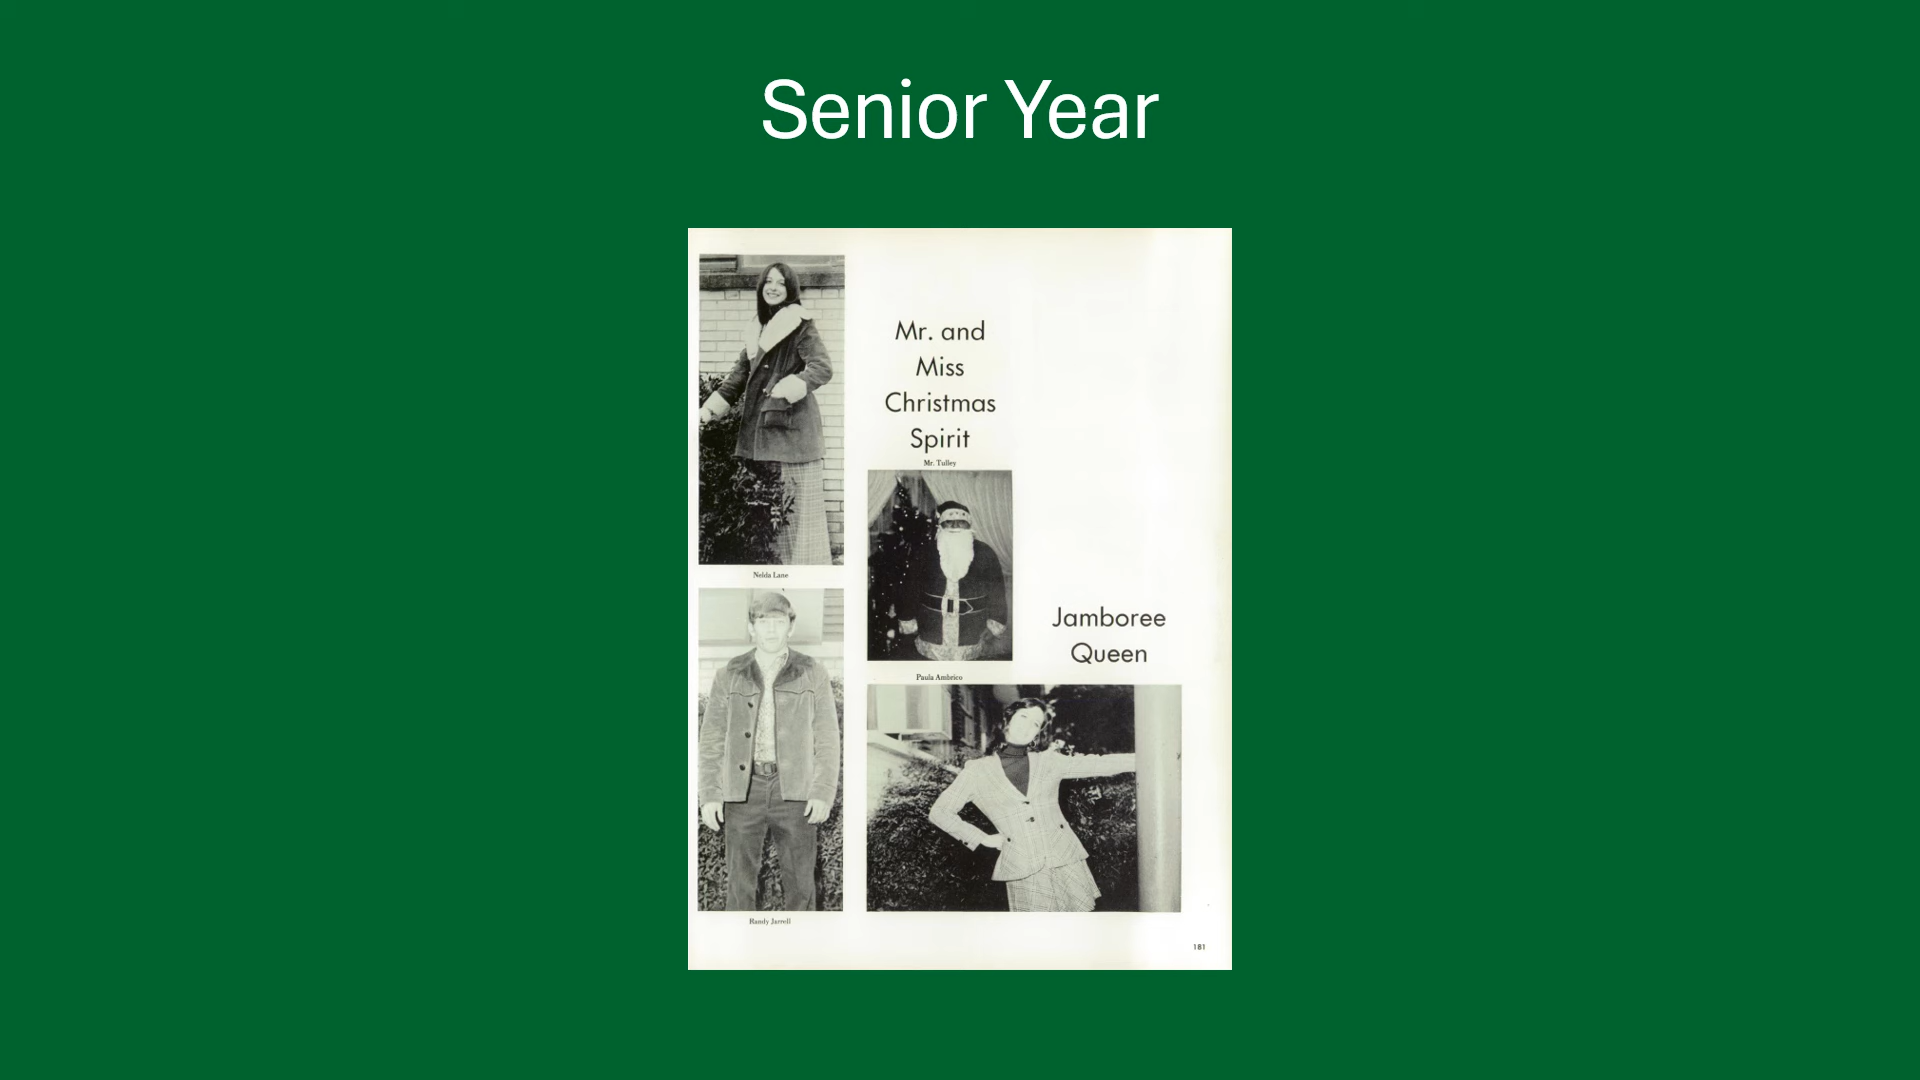 Senior Year
Mr. and
Miss
Christmas
Spirit
Mr. Tulley
Nelda Lane
Jamboree
Queen
Paula Ambrico
Randy Jarrell
181